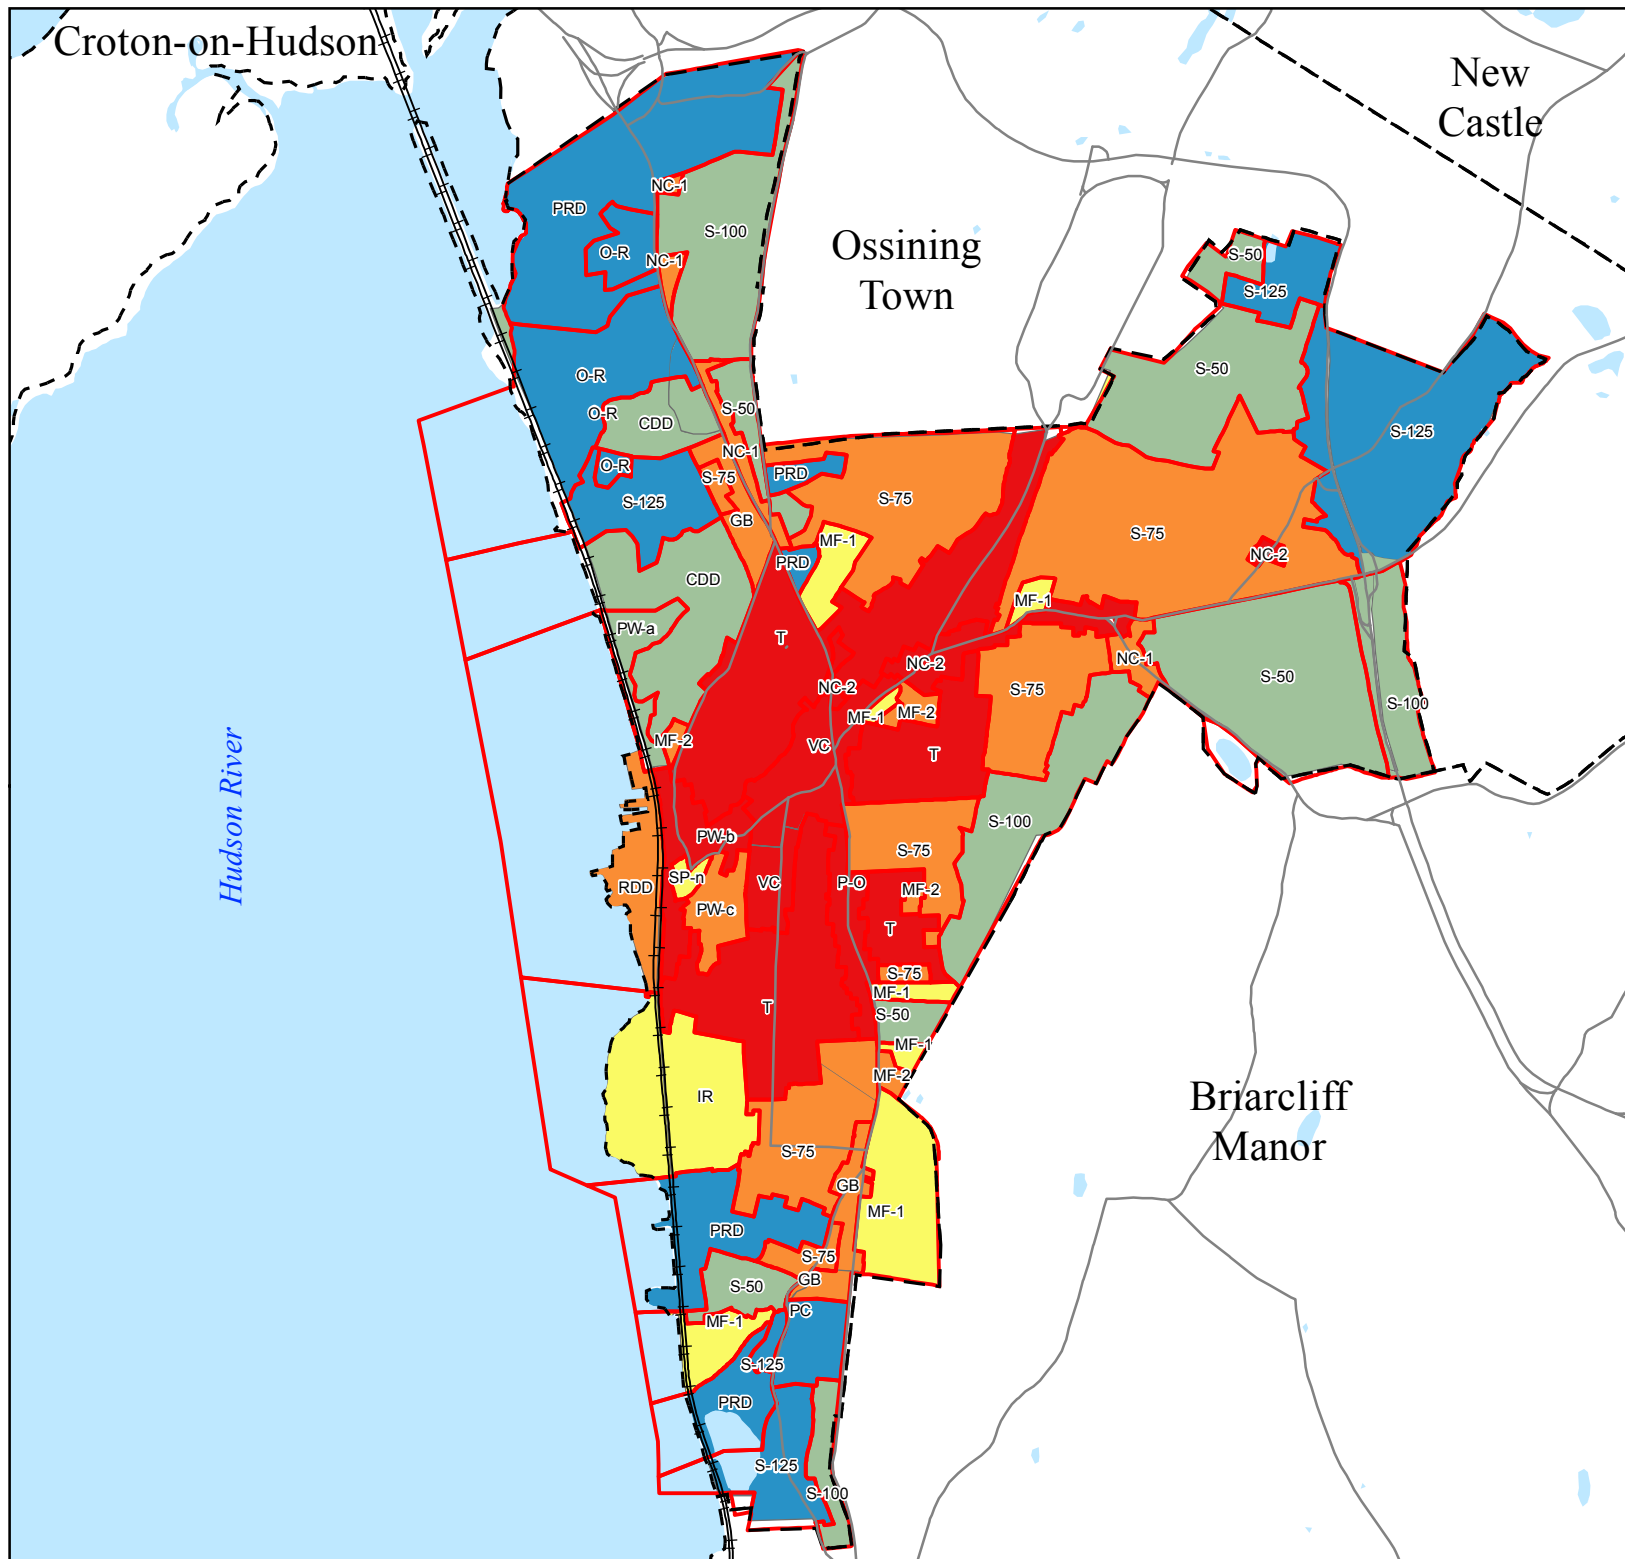 Croton-on-Hudson
New
Castle
NC-1
PRD
S-100
Ossining
Town
O-R
NC-1
S-50
S-125
O-R
S-50
O-R
S-50
CDD
S-125
NC-1
O-R
S-75
PRD
S-125
S-75
GB
S-75
MF-1
NC-2
PRD
CDD
MF-1
PW-a
T
NC-2
NC-1
S-50
NC-2
S-75
S-100
MF-1
MF-2
MF-2
VC
T
Hudson River
S-100
PW-b
S-75
SP-n
VC
P-O
RDD
MF-2
PW-c
T
S-75
MF-1
T
S-50
MF-1
MF-2
IR
Briarcliff
Manor
S-75
GB
MF-1
PRD
S-75
GB
S-50
PC
MF-1
S-125
PRD
S-125
S-100